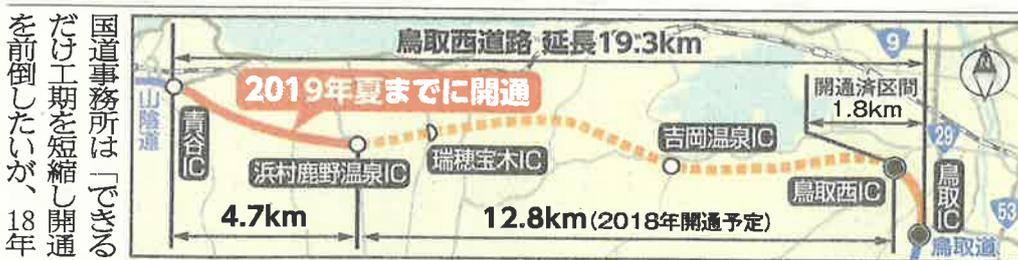 国道事務所は「できる
だけ工期を短縮し開通
を前倒したいが、18年
鳥取西道路 延長19.3km
9
2019年夏までに開通
開通済区間
1.8km
山陰道
青谷IC
浜村鹿野温泉IC
瑞穂宝木IC
吉岡温泉IC
鳥取西IC
鳥取IC
29
53
鳥取道
4.7km
12.8km(2018年開通予定)